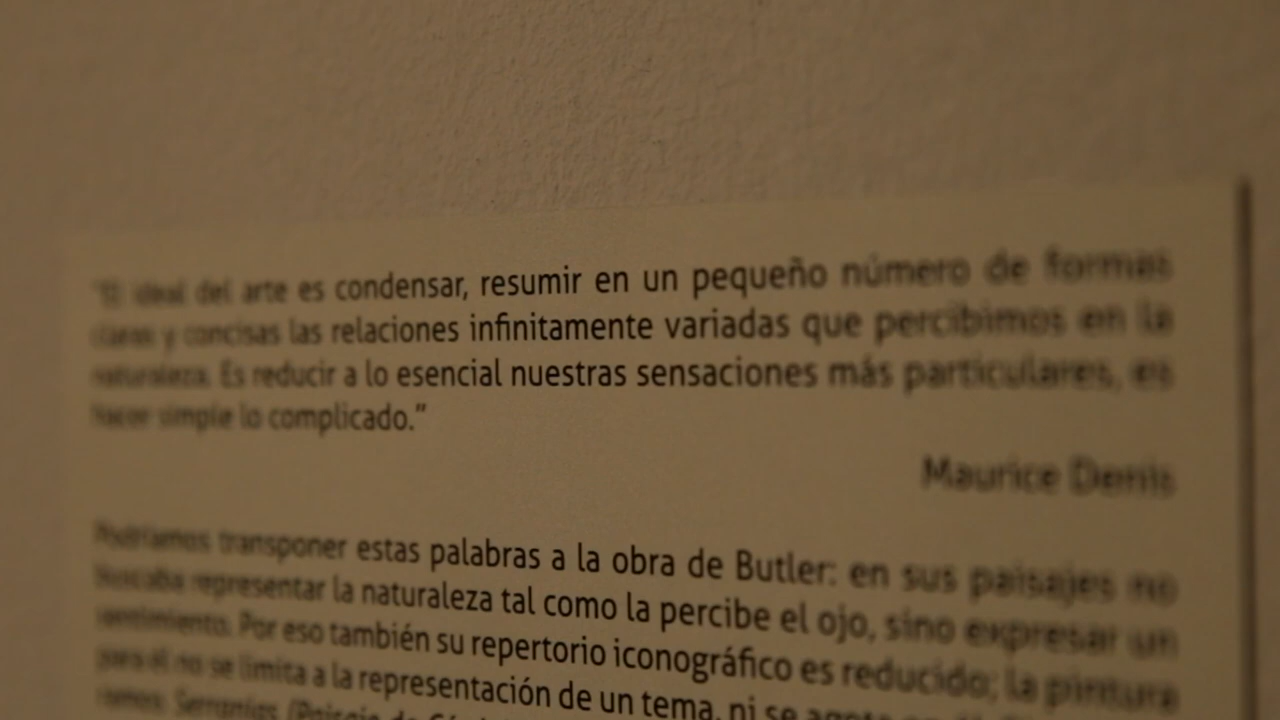 "El ideal del arte es condensar, resumir en un pequeño número de formas
claras y concisas las relaciones infinitamente variadas que percibimos en la
naturaleza. Es reducir a lo esencial nuestras sensaciones más particulares, es
hacer simple lo complicado."
Maurice Denis
Podríamos transponer estas palabras a la obra de Butler: en sus paisajes no
buscaba representar la naturaleza tal como la percibe el ojo, sino expresar un
sentimiento. Por eso también su repertorio iconográfico es reducido; la pintura
para él no se limita a la representación de un tema, ni se agota en
Serranías (Paisaje de